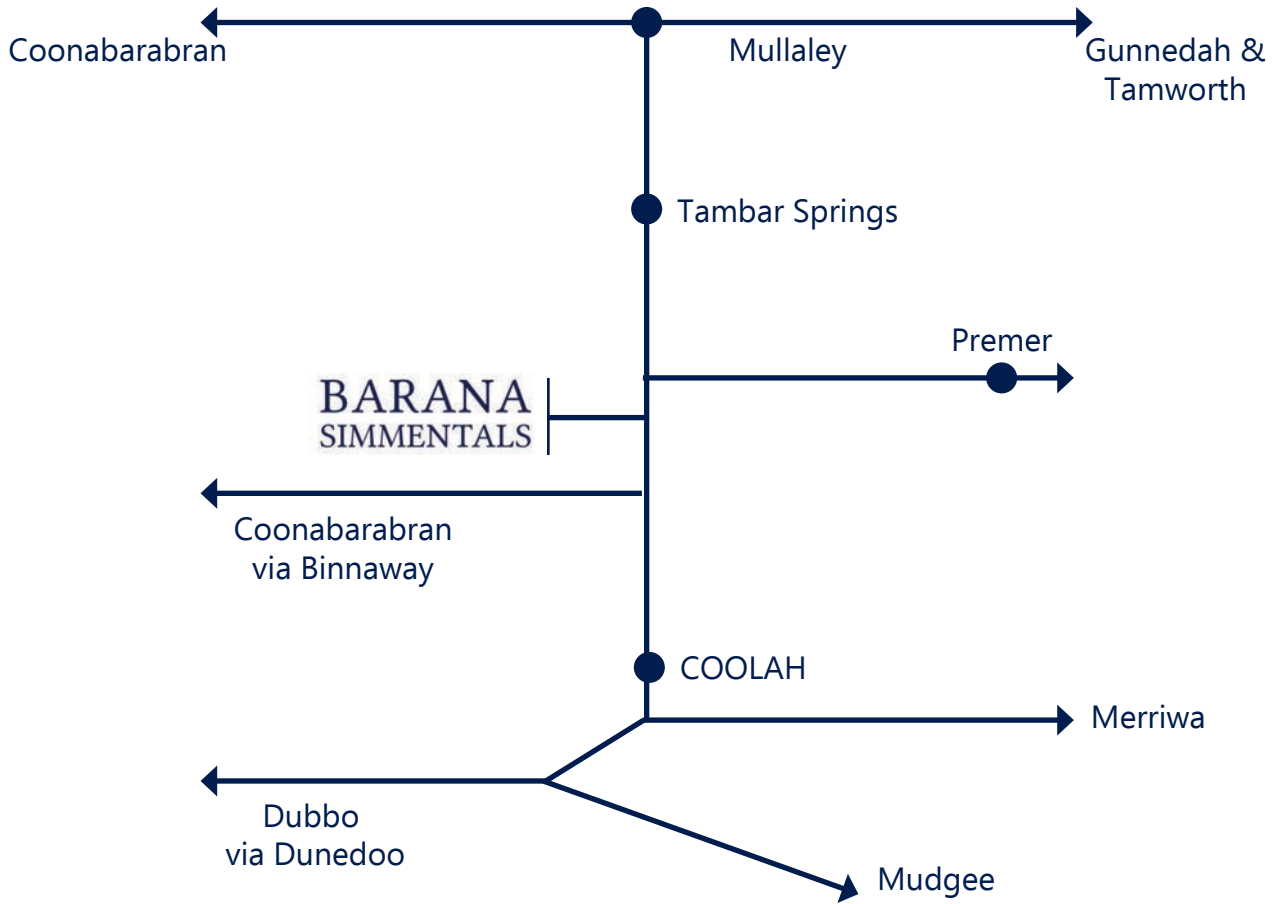 Coonabarabran
Mullaley
Gunnedah &
Tamworth
Tambar Springs
Premer
BARANA
SIMMENTALS
Coonabarabran
via Binnaway
COOLAH
Merriwa
Dubbo
via Dunedoo
Mudgee